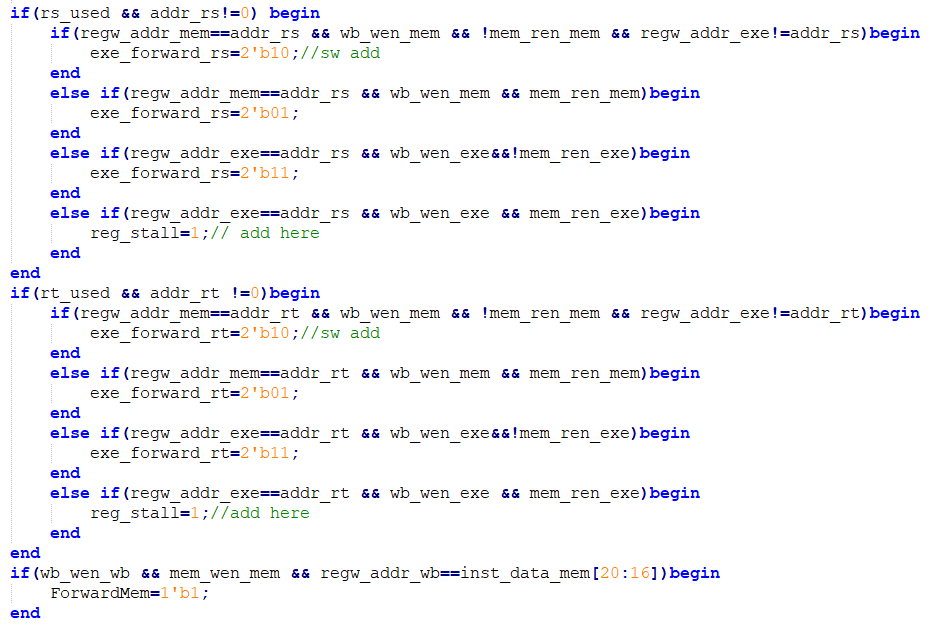 if(rs_used && addr_rs!=0) begin
    if(regw_addr_mem==addr_rs && wb_wen_mem && !mem_ren_mem && regw_addr_exe!=addr_rs)begin
        exe_forward_rs=2'b10;//sw add
    end
    else if(regw_addr_mem==addr_rs && wb_wen_mem && mem_ren_mem)begin
        exe_forward_rs=2'b01;
    end
    else if(regw_addr_exe==addr_rs && wb_wen_exe&&!mem_ren_exe)begin
        exe_forward_rs=2'b11;
    end
    else if(regw_addr_exe==addr_rs && wb_wen_exe && mem_ren_exe)begin
        reg_stall=1;// add here
    end
end
if(rt_used && addr_rt !=0)begin
    if(regw_addr_mem==addr_rt && wb_wen_mem && !mem_ren_mem && regw_addr_exe!=addr_rt)begin
        exe_forward_rt=2'b10;//sw add
    end
    else if(regw_addr_mem==addr_rt && wb_wen_mem && mem_ren_mem)begin
        exe_forward_rt=2'b01;
    end
    else if(regw_addr_exe==addr_rt && wb_wen_exe&&!mem_ren_exe)begin
        exe_forward_rt=2'b11;
    end
    else if(regw_addr_exe==addr_rt && wb_wen_exe && mem_ren_exe)begin
        reg_stall=1;//add here
    end
end
if(wb_wen_wb && mem_wen_mem && regw_addr_wb==inst_data_mem[20:16])begin
    ForwardMem=1'b1;
end